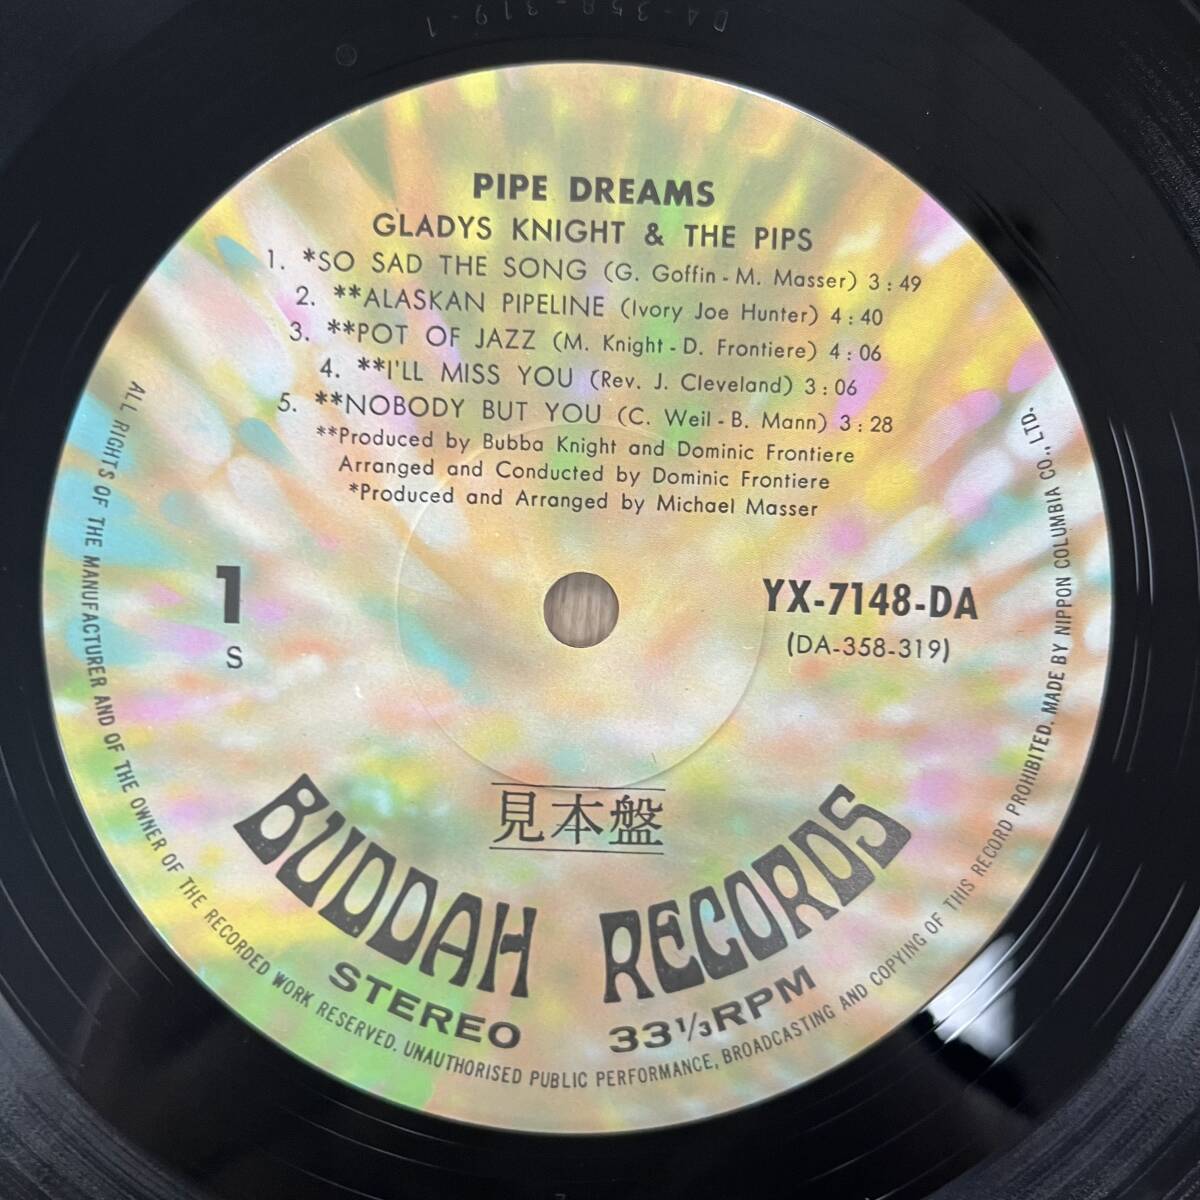 DA-358-319-1
PIPE DREAMS
GLADYS KNIGHT & THE PIPS
1. *SO SAD THE SONG (G. Goffin - M. Masser) 3:49
2. **ALASKAN PIPELINE (Ivory Joe Hunter) 4:40
3. **POT OF JAZZ (M. Knight - D. Frontiere) 4:06
4. **I'LL MISS YOU (Rev. J. Cleveland) 3:06
5. **NOBODY BUT YOU (C. Weil - B. Mann) 3:28
**Produced by Bubba Knight and Dominic Frontiere
Arranged and Conducted by Dominic Frontiere
*Produced and Arranged by Michael Masser
1
S
YX-7148-DA
(DA-358-319)
見本盤
BUDDAH RECORDS
STEREO 33 1/3 RPM
ALL RIGHTS OF THE MANUFACTURER AND OF THE OWNER OF THE RECORDED WORK RESERVED. UNAUTHORISED PUBLIC PERFORMANCE, BROADCASTING AND COPYING OF THIS RECORD PROHIBITED. MADE BY NIPPON COLUMBIA CO., LTD.